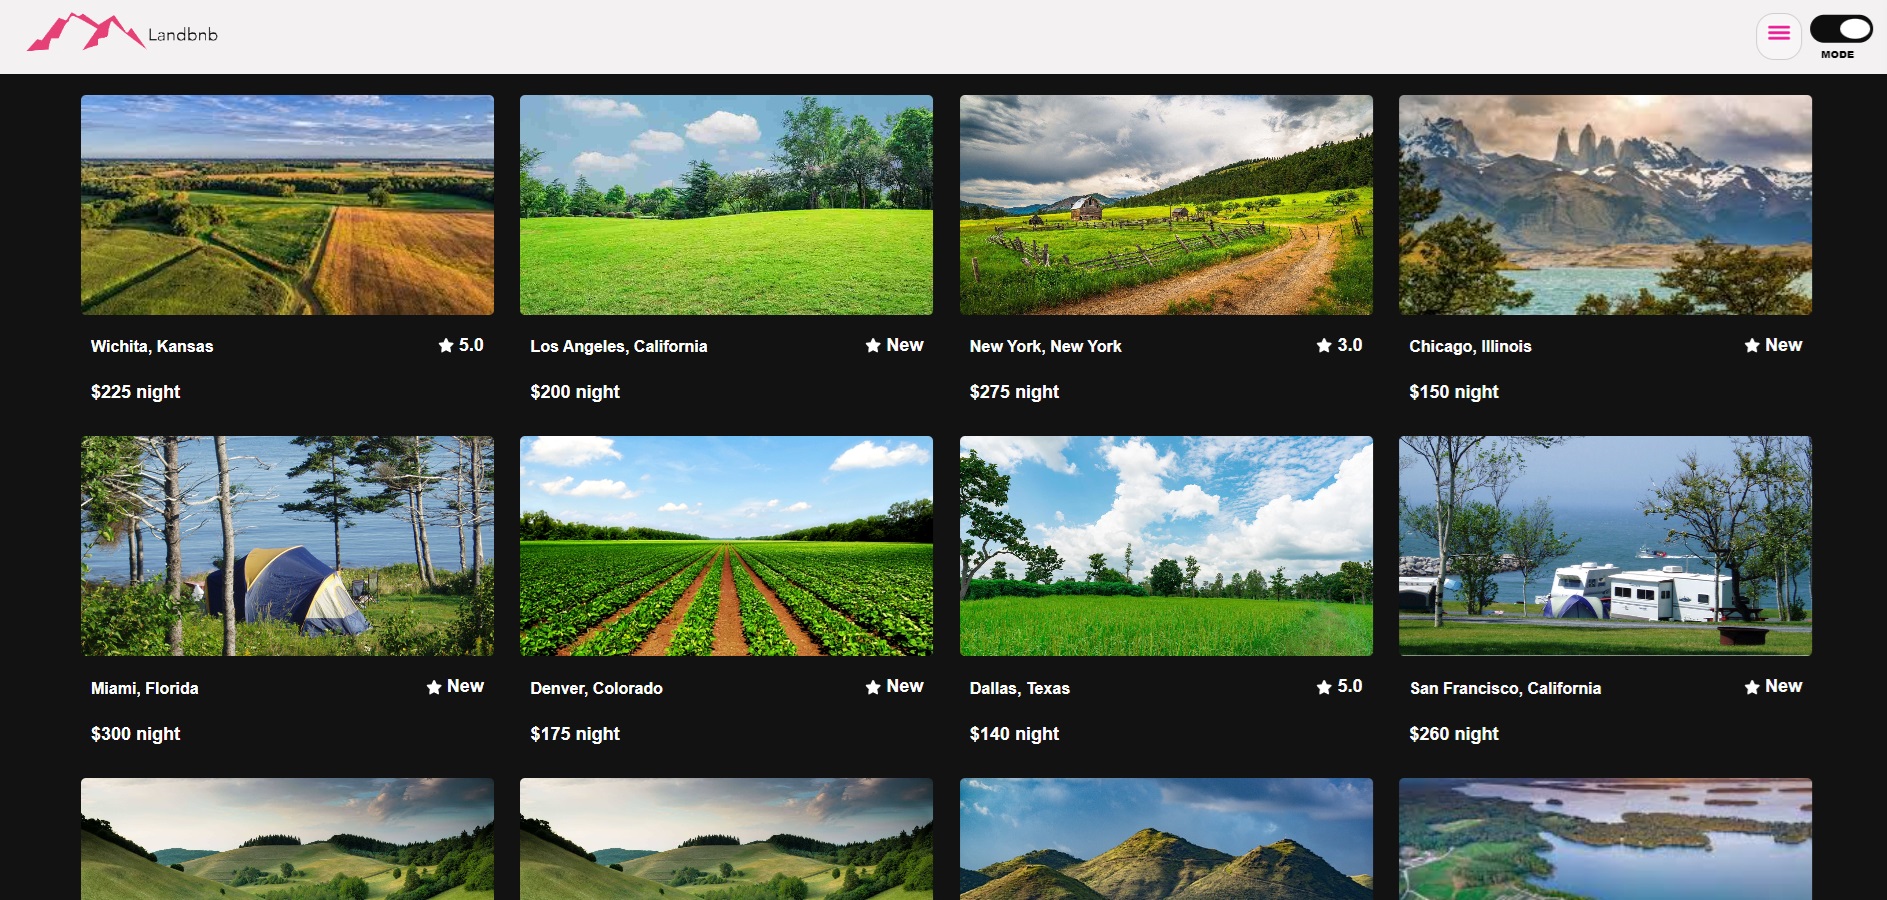 Landbnb
MODE
Wichita, Kansas
5.0
$225 night
Los Angeles, California
New
$200 night
New York, New York
3.0
$275 night
Chicago, Illinois
New
$150 night
Miami, Florida
New
$300 night
Denver, Colorado
New
$175 night
Dallas, Texas
5.0
$140 night
San Francisco, California
New
$260 night